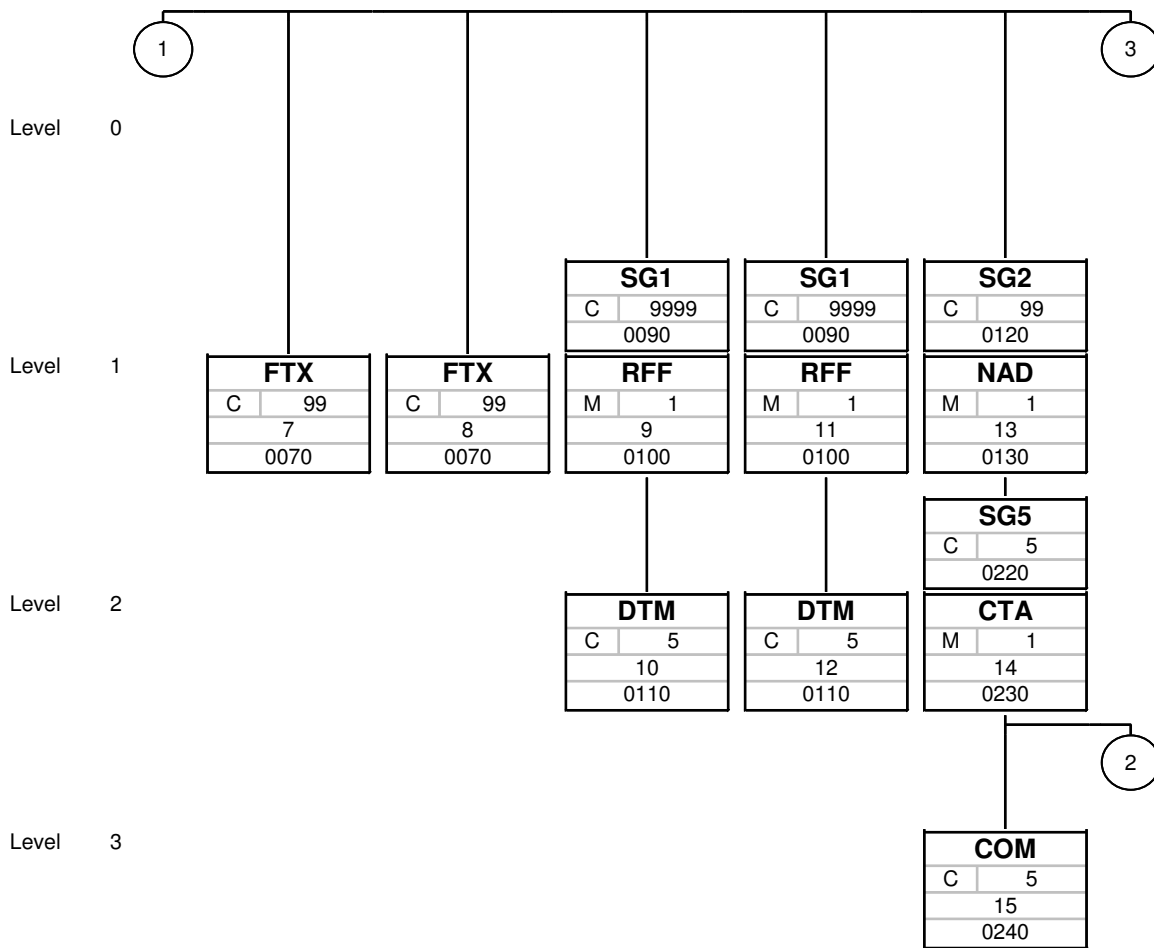 1
3
Level 0
SG1
C 9999
0090
SG1
C 9999
0090
SG2
C 99
0120
Level 1
FTX
C 99
7
0070
FTX
C 99
8
0070
RFF
M 1
9
0100
RFF
M 1
11
0100
NAD
M 1
13
0130
SG5
C 5
0220
Level 2
DTM
C 5
10
0110
DTM
C 5
12
0110
CTA
M 1
14
0230
2
Level 3
COM
C 5
15
0240